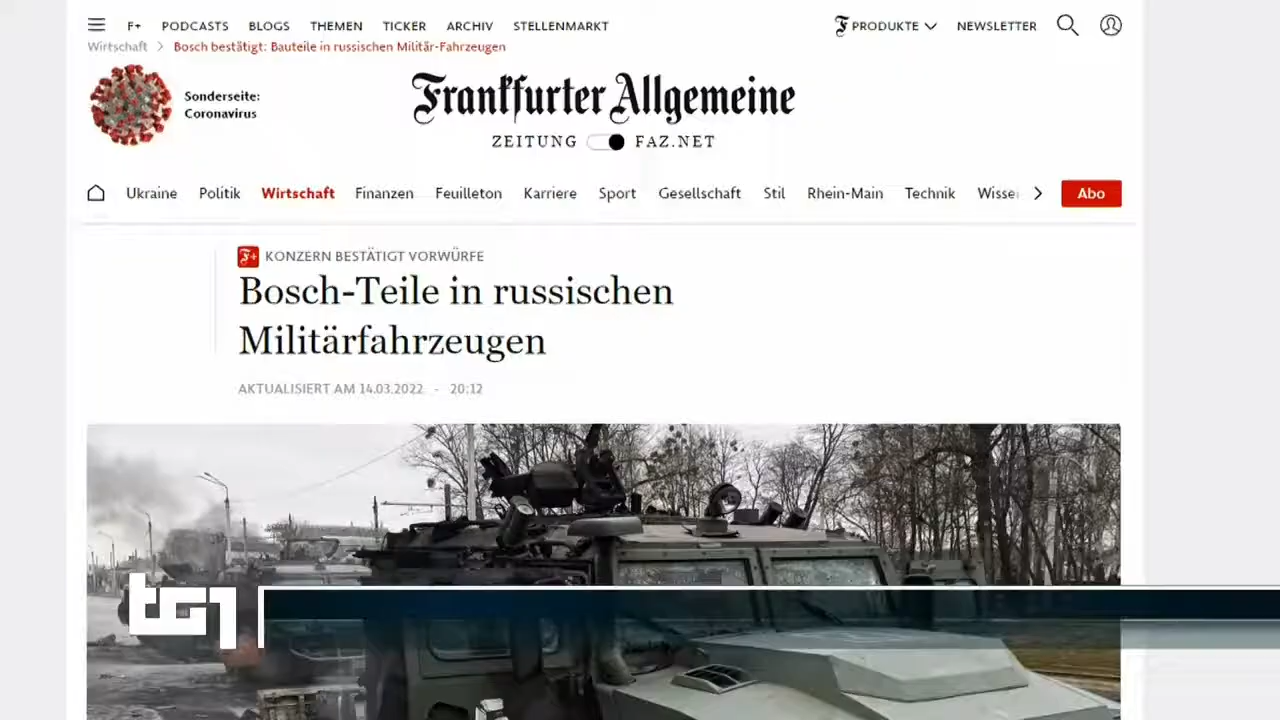 F+ PODCASTS BLOGS THEMEN TICKER ARCHIV STELLENMARKT F PRODUKTE NEWSLETTER
Wirtschaft > Bosch bestätigt: Bauteile in russischen Militär-Fahrzeugen
Sonderseite:
Coronavirus
Frankfurter Allgemeine
ZEITUNG FAZ.NET
Ukraine Politik Wirtschaft Finanzen Feuilleton Karriere Sport Gesellschaft Stil Rhein-Main Technik Wisse Abo
F+ KONZERN BESTÄTIGT VORWÜRFE
Bosch-Teile in russischen
Militärfahrzeugen
AKTUALISIERT AM 14.03.2022 - 20:12
tg1